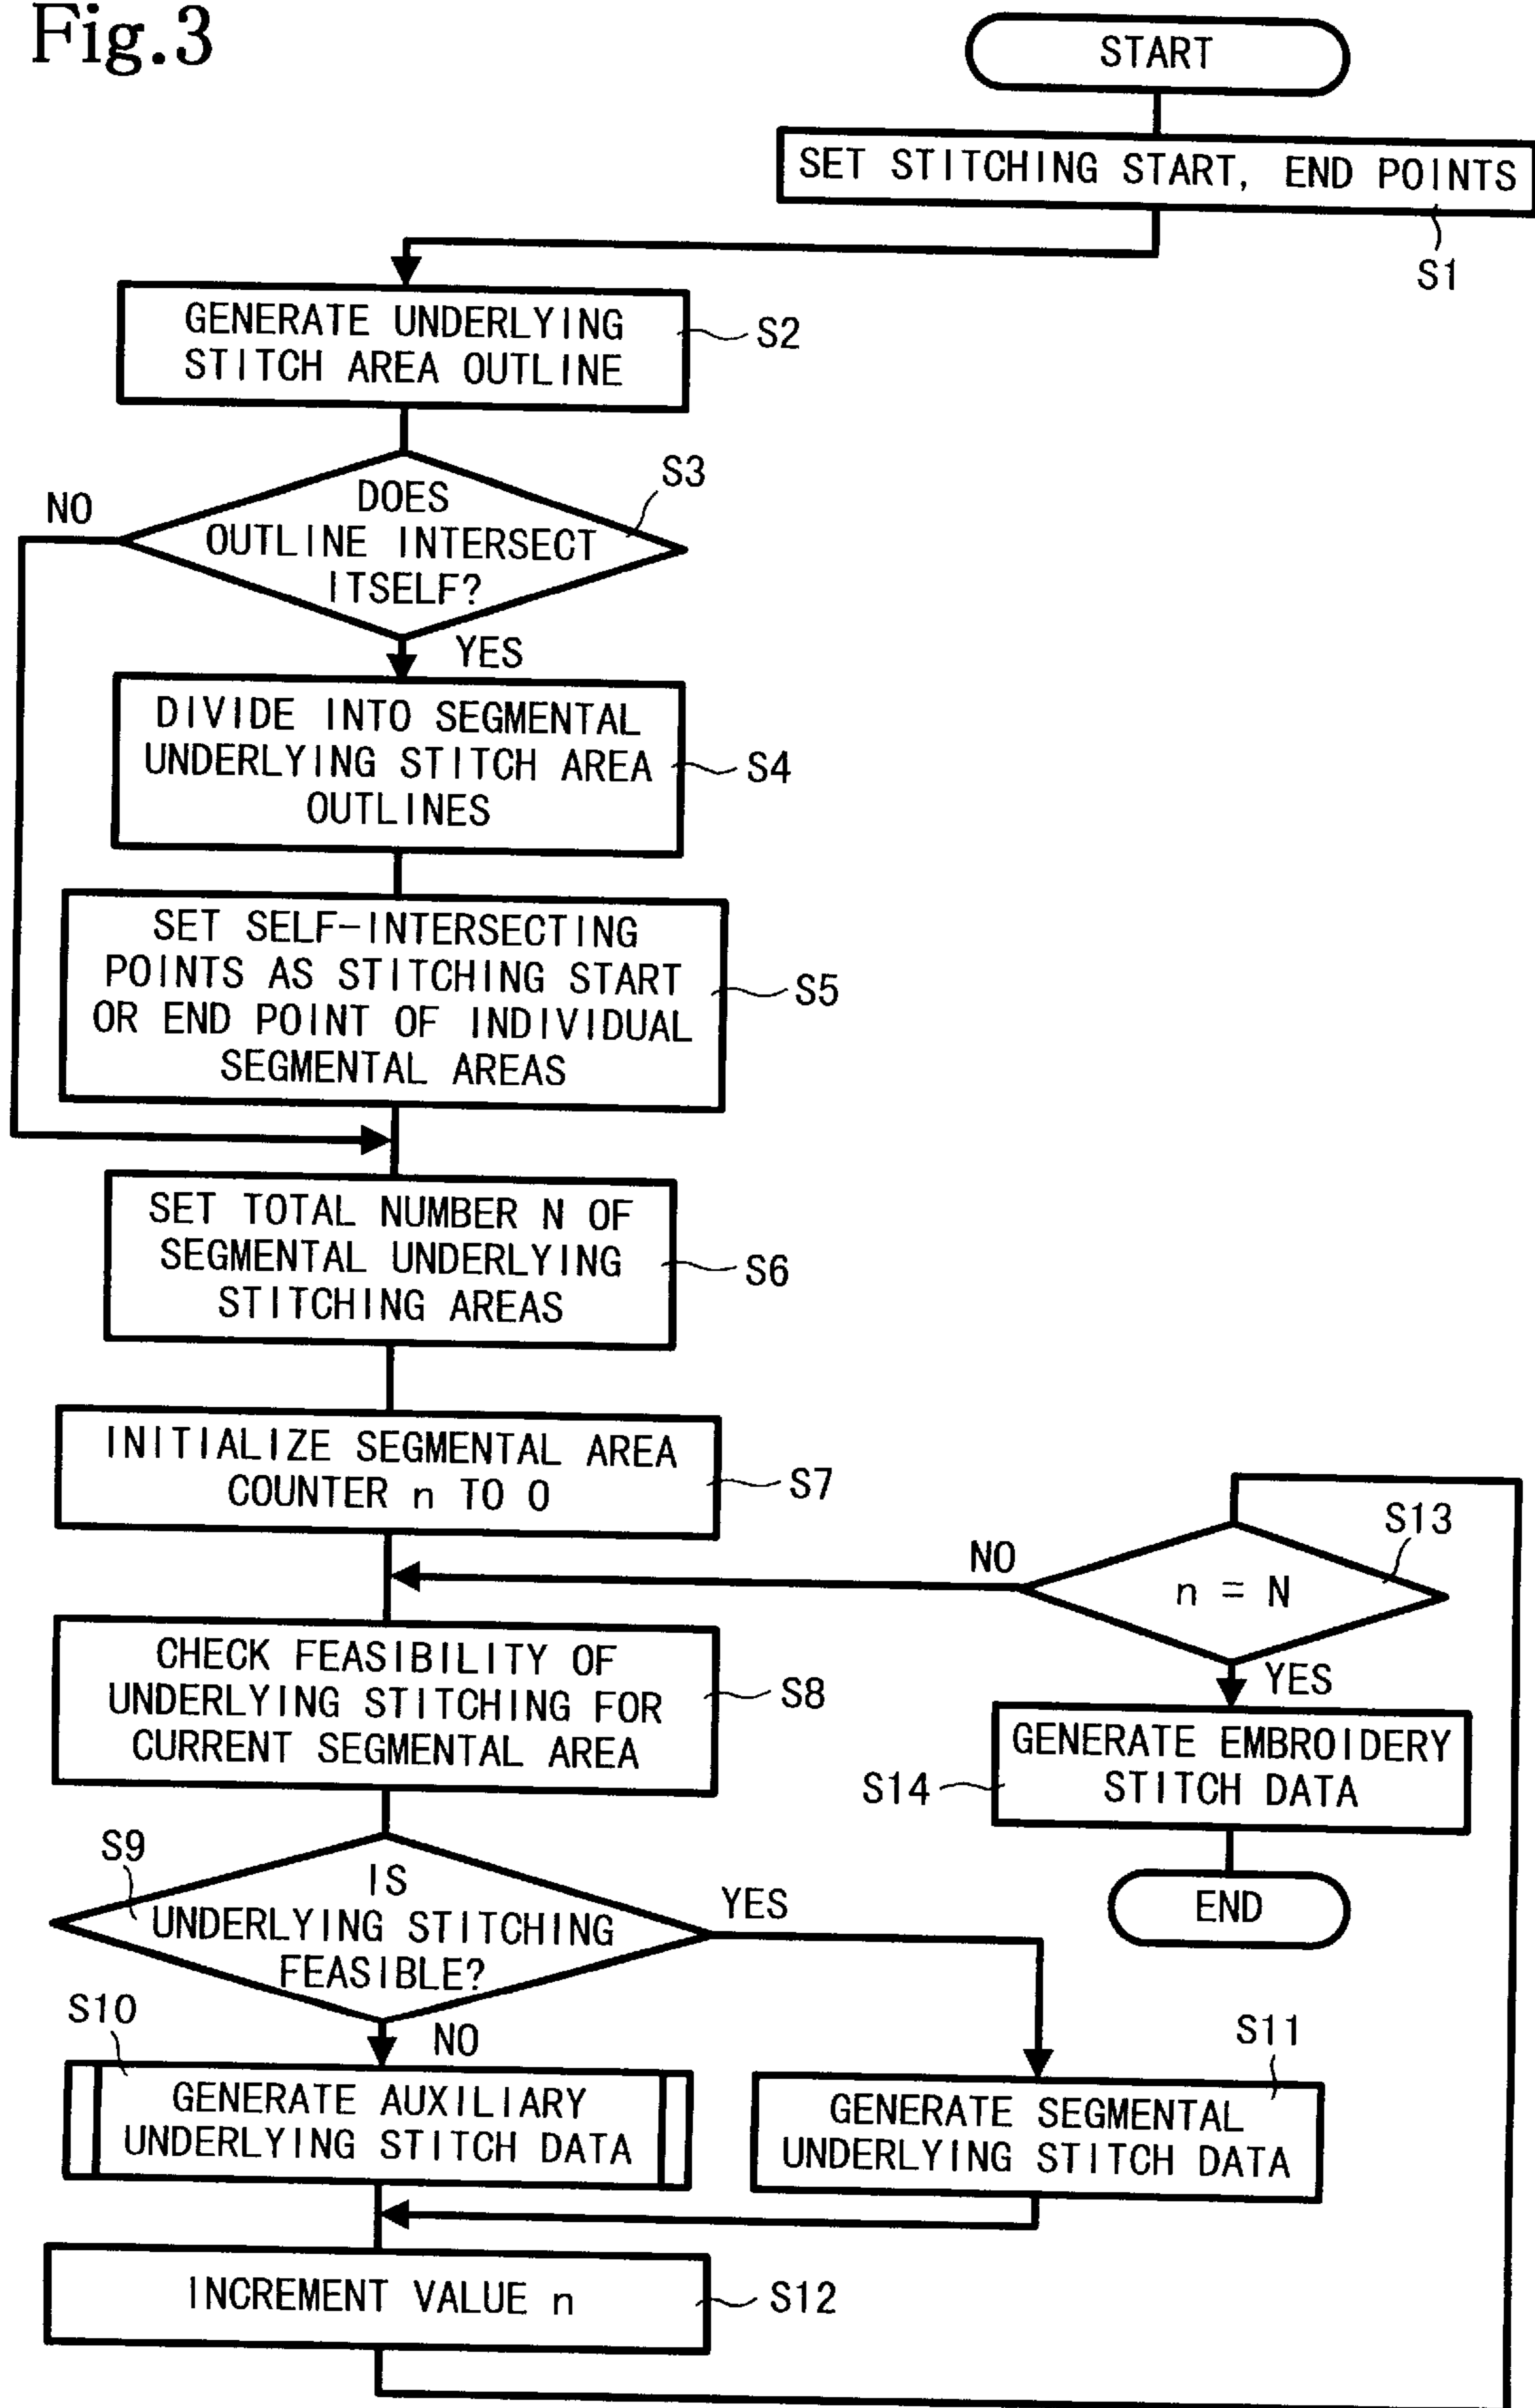 Fig.3
START
SET STITCHING START, END POINTS
S1
GENERATE UNDERLYING
STITCH AREA OUTLINE
S2
S3
NO
DOES
OUTLINE INTERSECT
ITSELF?
YES
DIVIDE INTO SEGMENTAL
UNDERLYING STITCH AREA
OUTLINES
S4
SET SELF-INTERSECTING
POINTS AS STITCHING START
OR END POINT OF INDIVIDUAL
SEGMENTAL AREAS
S5
SET TOTAL NUMBER N OF
SEGMENTAL UNDERLYING
STITCHING AREAS
S6
INITIALIZE SEGMENTAL AREA
COUNTER n TO 0
S7
S13
NO
n = N
YES
CHECK FEASIBILITY OF
UNDERLYING STITCHING FOR
CURRENT SEGMENTAL AREA
S8
GENERATE EMBROIDERY
STITCH DATA
S14
END
S9
IS
UNDERLYING STITCHING
FEASIBLE?
YES
NO
S10
GENERATE AUXILIARY
UNDERLYING STITCH DATA
S11
GENERATE SEGMENTAL
UNDERLYING STITCH DATA
INCREMENT VALUE n
S12